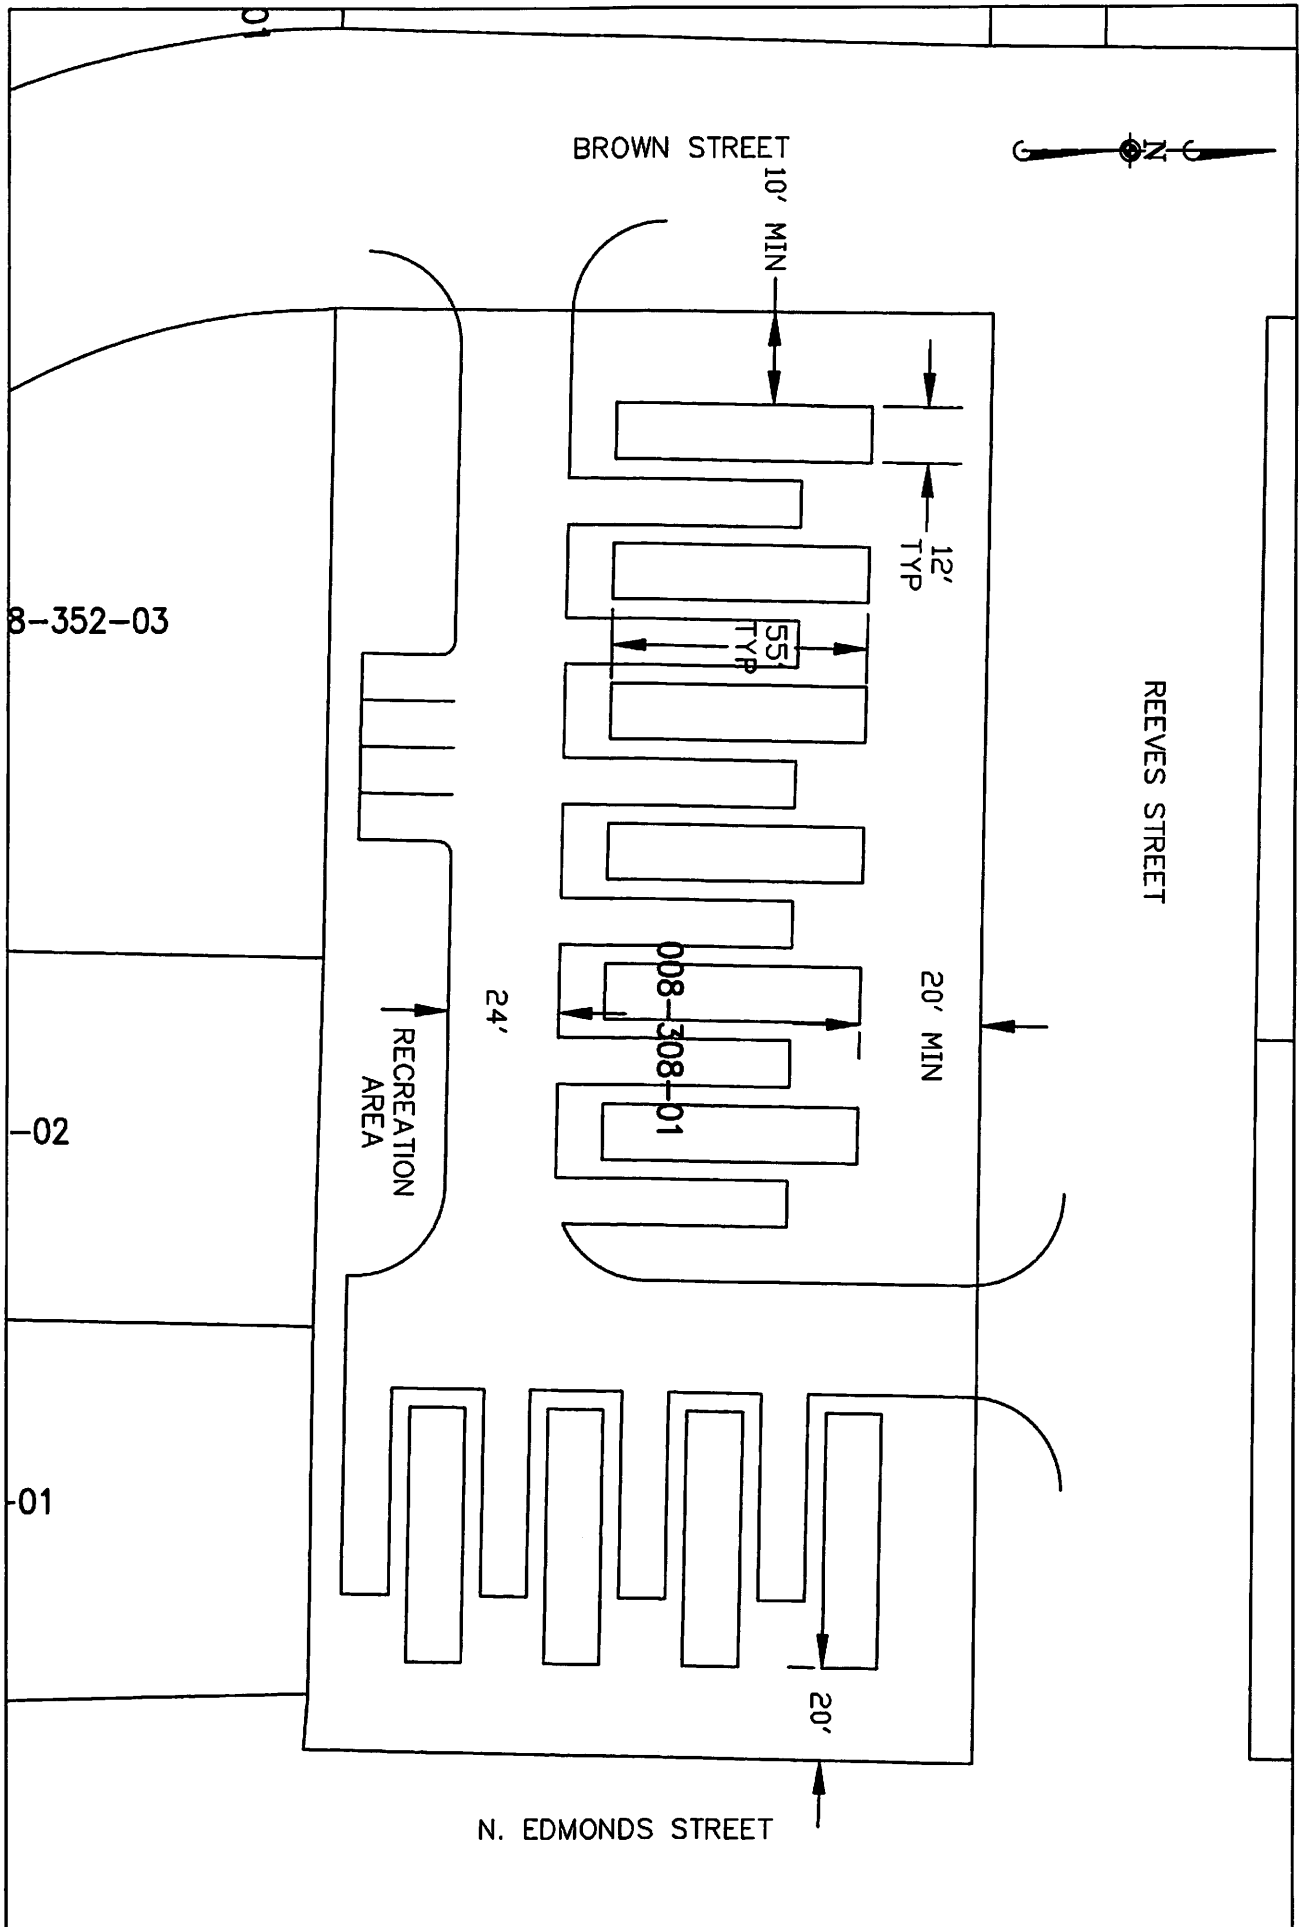 01
BROWN STREET
N
10' MIN
12'
TYP
8-352-03
55'
TYP
REEVES STREET
008-308-01
20' MIN
24'
RECREATION
AREA
-02
-01
20'
N. EDMONDS STREET